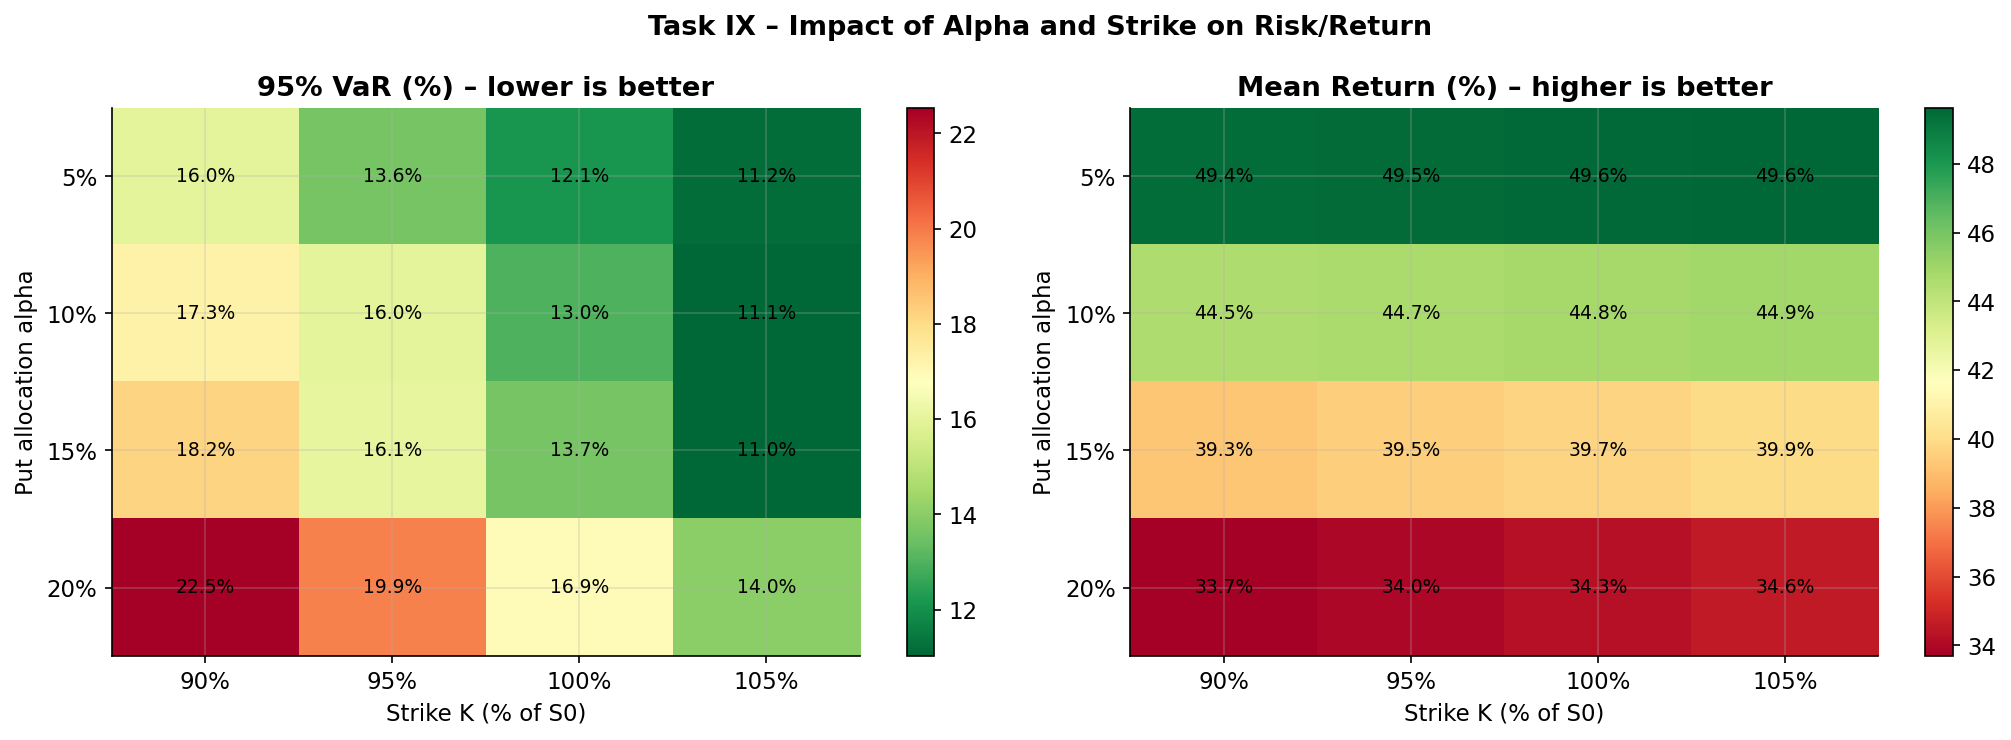 Task IX – Impact of Alpha and Strike on Risk/Return
95% VaR (%) – lower is better
Put allocation alpha
5%
16.0% 13.6% 12.1% 11.2%
10%
17.3% 16.0% 13.0% 11.1%
15%
18.2% 16.1% 13.7% 11.0%
20%
22.5% 19.9% 16.9% 14.0%
90% 95% 100% 105%
Strike K (% of S0)
22
20
18
16
14
12
Mean Return (%) – higher is better
Put allocation alpha
5%
49.4% 49.5% 49.6% 49.6%
10%
44.5% 44.7% 44.8% 44.9%
15%
39.3% 39.5% 39.7% 39.9%
20%
33.7% 34.0% 34.3% 34.6%
90% 95% 100% 105%
Strike K (% of S0)
48
46
44
42
40
38
36
34